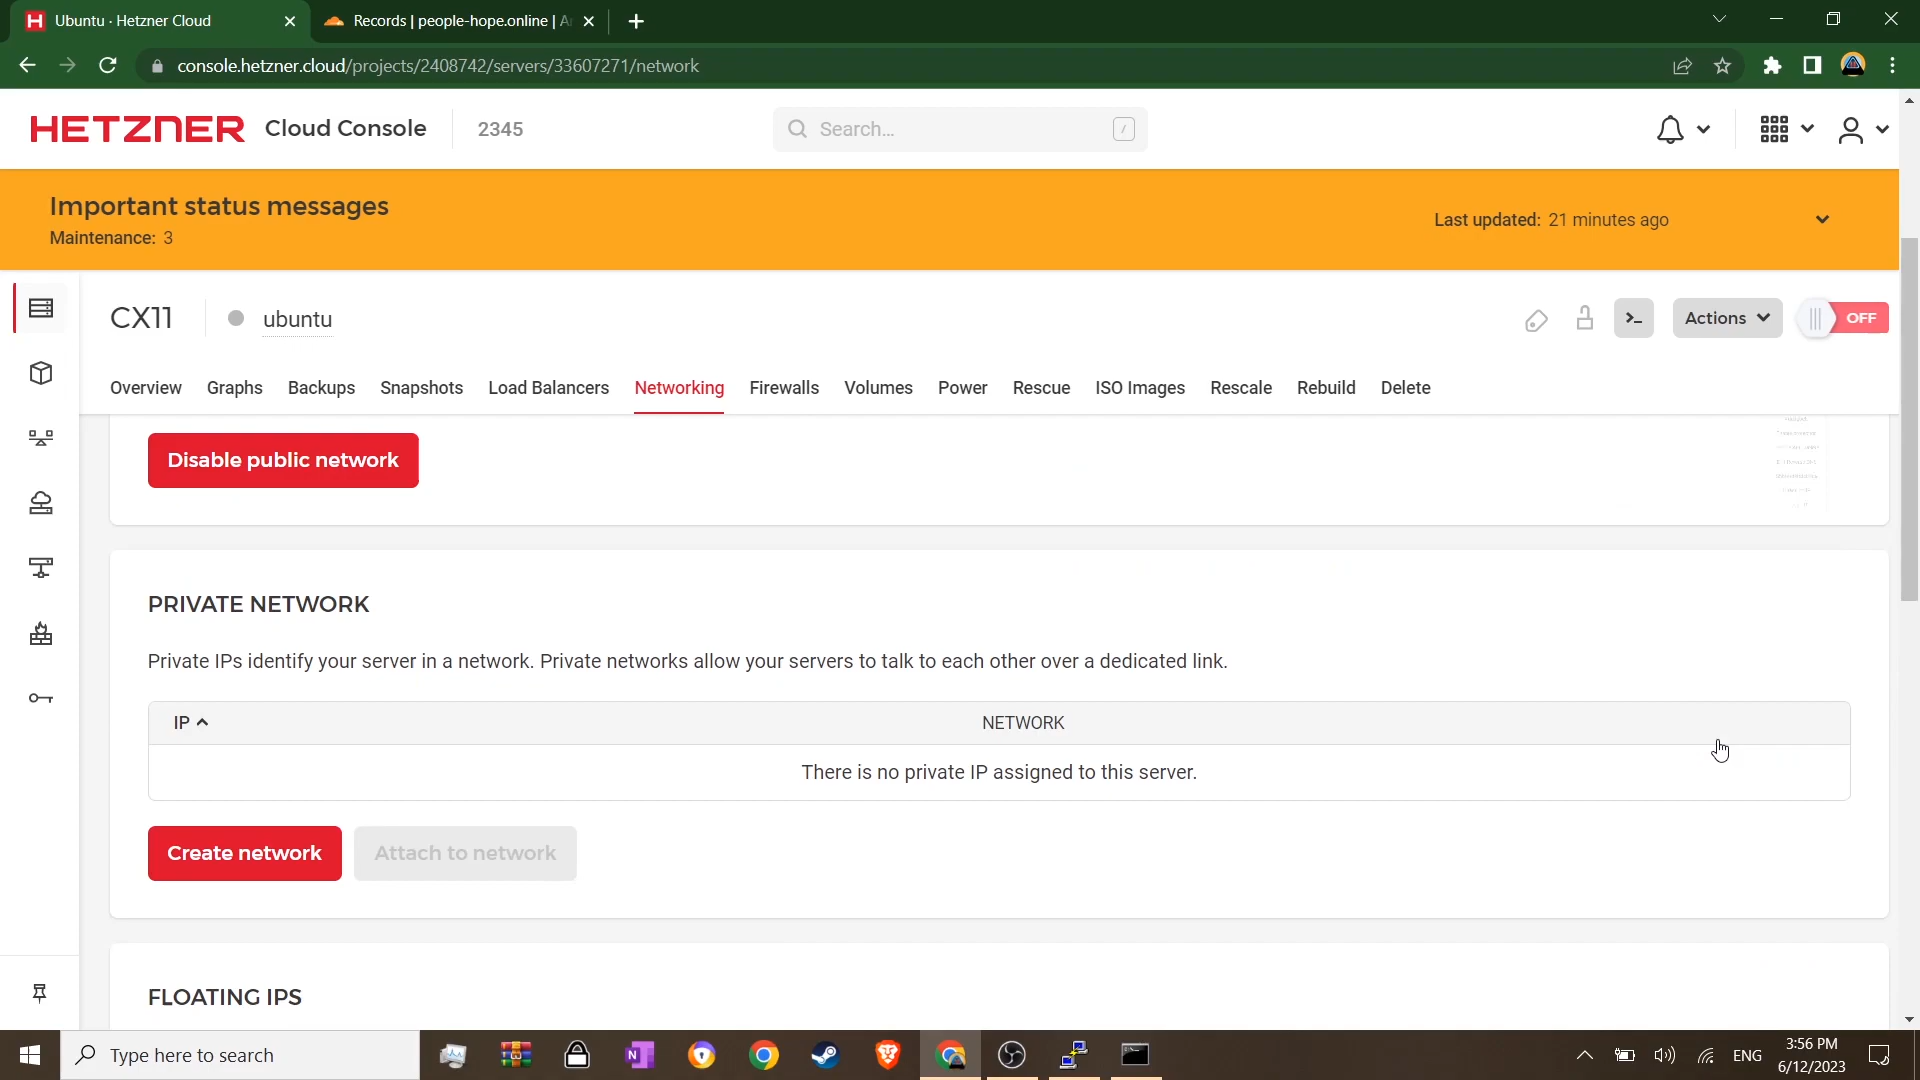 Ubuntu · Hetzner Cloud
Records | people-hope.online |
console.hetzner.cloud/projects/2408742/servers/33607271/network
HETZNER Cloud Console 2345 Search... /
Important status messages
Maintenance: 3
Last updated: 21 minutes ago
CX11 ubuntu Actions OFF
Overview Graphs Backups Snapshots Load Balancers Networking Firewalls Volumes Power Rescue ISO Images Rescale Rebuild Delete
Disable public network
PRIVATE NETWORK
Private IPs identify your server in a network. Private networks allow your servers to talk to each other over a dedicated link.
IP NETWORK
There is no private IP assigned to this server.
Create network Attach to network
FLOATING IPS
Type here to search
ENG
3:56 PM
6/12/2023